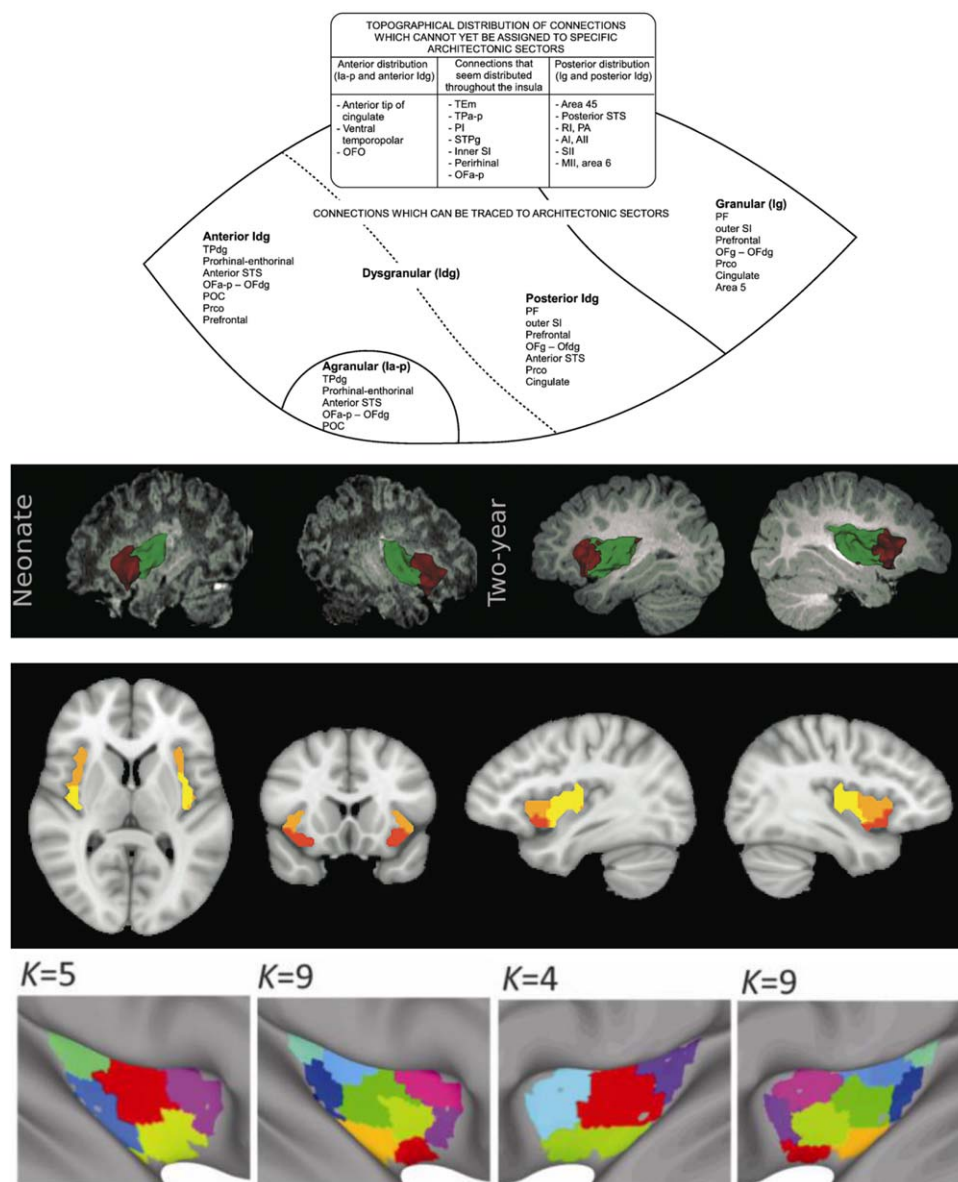 TOPOGRAPHICAL DISTRIBUTION OF CONNECTIONS
WHICH CANNOT YET BE ASSIGNED TO SPECIFIC
ARCHITECTONIC SECTORS
Anterior distribution
(Ia-p and anterior Idg)
- Anterior tip of
cingulate
- Ventral
temporopolar
- OFO
Connections that
seem distributed
throughout the insula
- TEm
- TPa-p
- PI
- STPg
- Inner SI
- Perirhinal
- OFa-p
Posterior distribution
(Ig and posterior Idg)
- Area 45
- Posterior STS
- RI, PA
- AI, AII
- SII
- MII, area 6
CONNECTIONS WHICH CAN BE TRACED TO ARCHITECTONIC SECTORS
Anterior Idg
TPdg
Prorhinal-enthorinal
Anterior STS
OFa-p – OFdg
POC
Prco
Prefrontal
Dysgranular (Idg)
Agranular (Ia-p)
TPdg
Prorhinal-enthorinal
Anterior STS
OFa-p – OFdg
POC
Posterior Idg
PF
outer SI
Prefrontal
OFg – Ofdg
Anterior STS
Prco
Cingulate
Granular (Ig)
PF
outer SI
Prefrontal
OFg – OFdg
Prco
Cingulate
Area 5
Neonate
Two-year
K=5
K=9
K=4
K=9